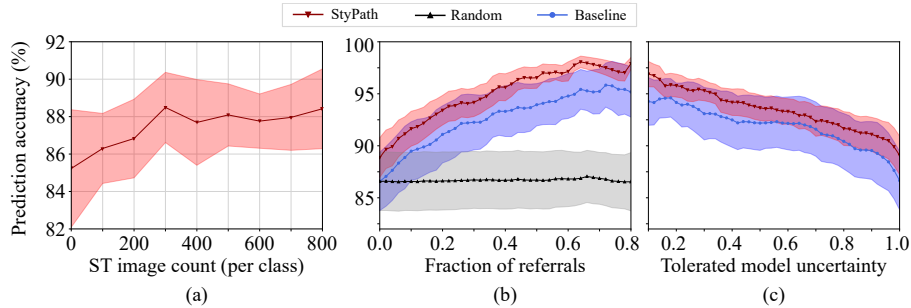 StyPath Random Baseline
Prediction accuracy (%)
92
90
88
86
84
82
0 200 400 600 800
ST image count (per class)
(a)
100
95
90
85
0.0 0.2 0.4 0.6 0.8
Fraction of referrals
(b)
0.2 0.4 0.6 0.8 1.0
Tolerated model uncertainty
(c)